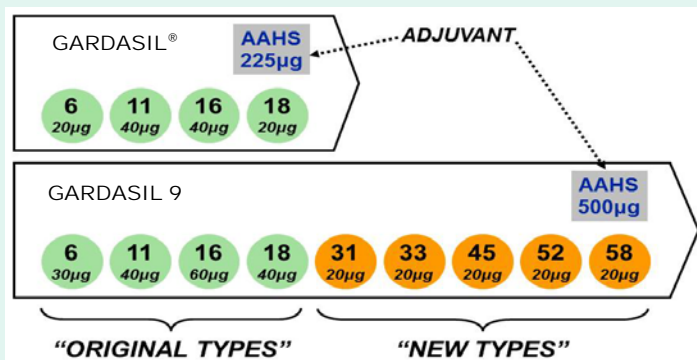 GARDASIL®
AAHS
225µg
ADJUVANT
6 11 16 18
20µg 40µg 40µg 20µg
GARDASIL 9
AAHS
500µg
6 11 16 18 31 33 45 52 58
30µg 40µg 60µg 40µg 20µg 20µg 20µg 20µg 20µg
"ORIGINAL TYPES" "NEW TYPES"